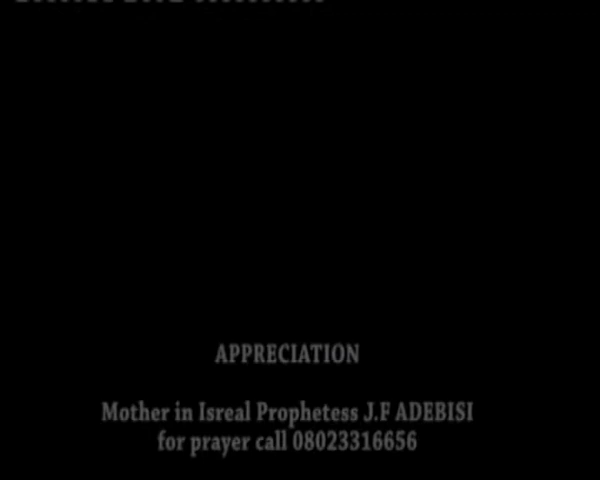 APPRECIATION
Mother in Isreal Prophetess J.F ADEBISI
for prayer call 08023316656